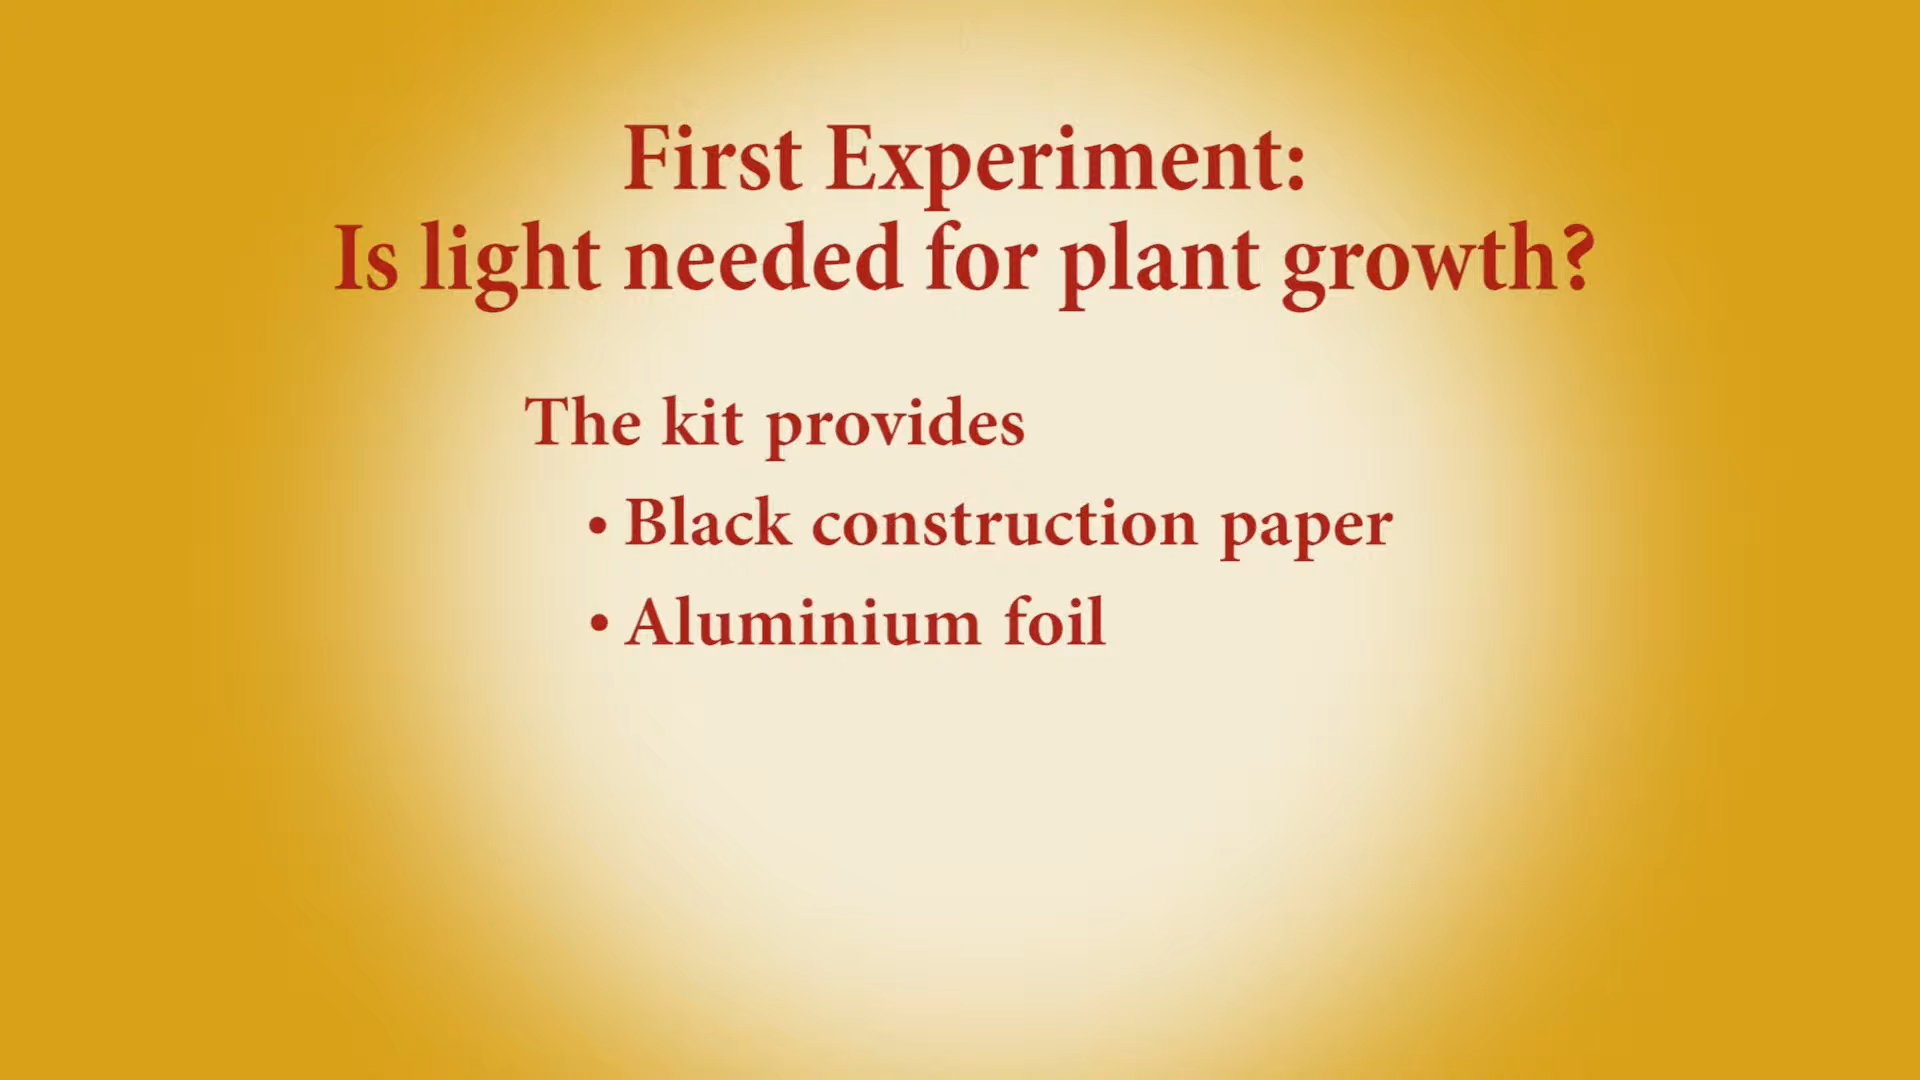 First Experiment:
Is light needed for plant growth?
The kit provides
• Black construction paper
• Aluminium foil